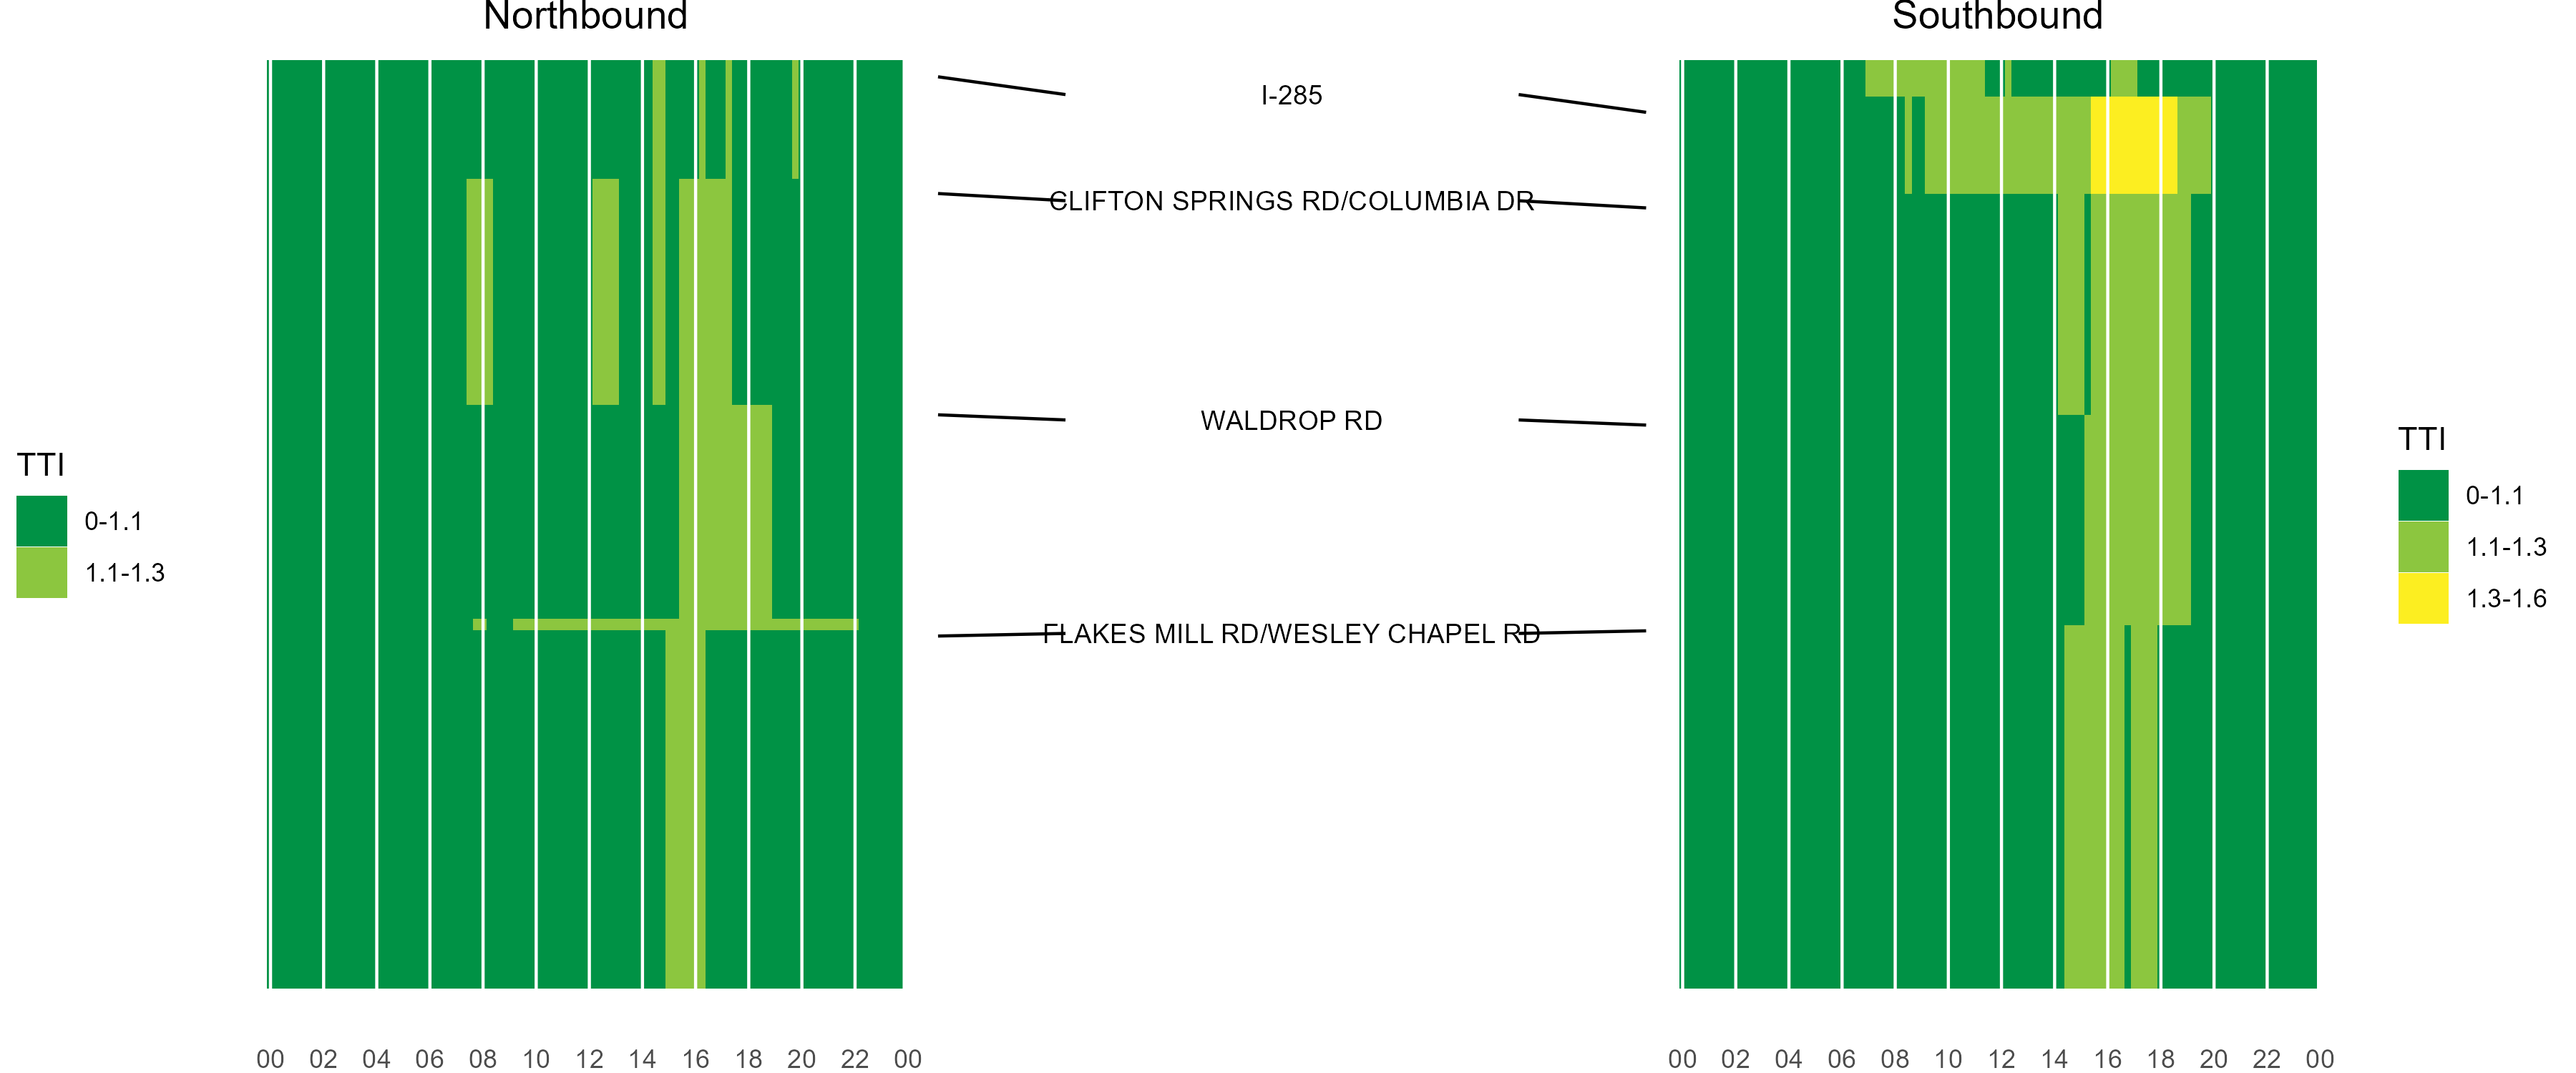 Northbound
Southbound
I-285
CLIFTON SPRINGS RD/COLUMBIA DR
WALDROP RD
FLAKES MILL RD/WESLEY CHAPEL RD
TTI
0-1.1
1.1-1.3
TTI
0-1.1
1.1-1.3
1.3-1.6
00 02 04 06 08 10 12 14 16 18 20 22 00
00 02 04 06 08 10 12 14 16 18 20 22 00